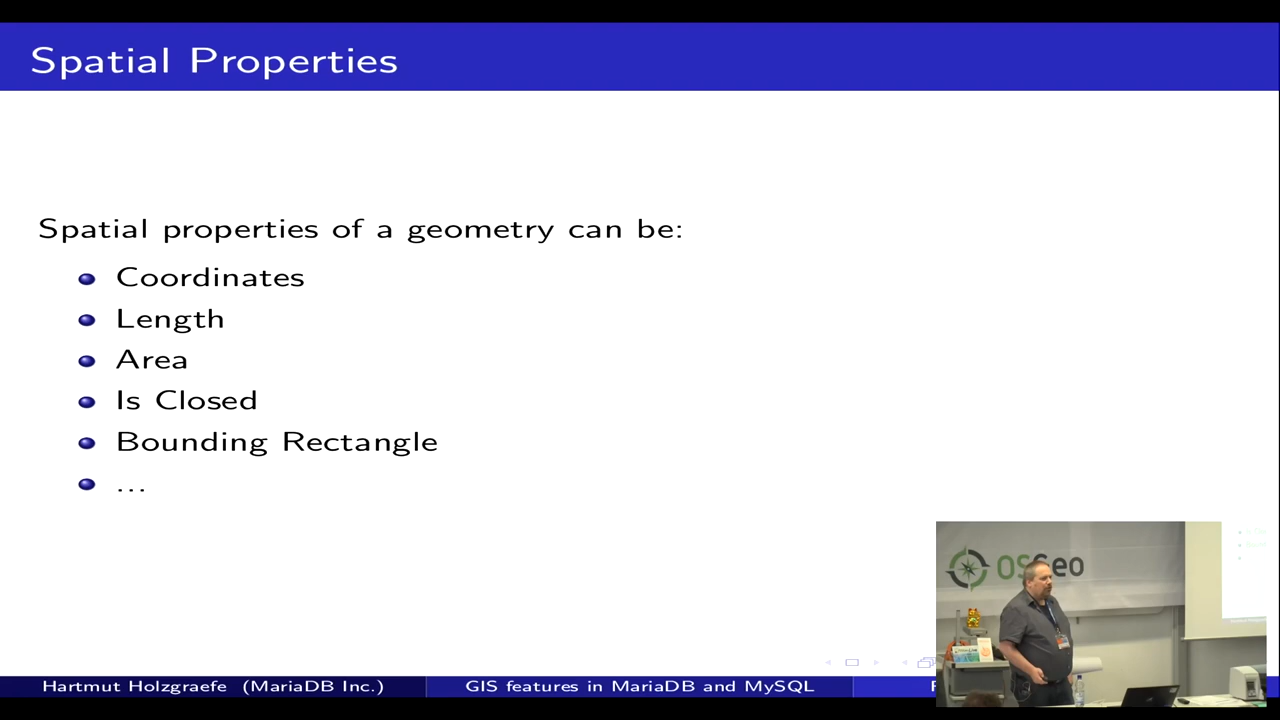 Spatial Properties
Spatial properties of a geometry can be:
Coordinates
Length
Area
Is Closed
Bounding Rectangle
...
OSGeo
Hartmut Holzgraefe (MariaDB Inc.)
GIS features in MariaDB and MySQL